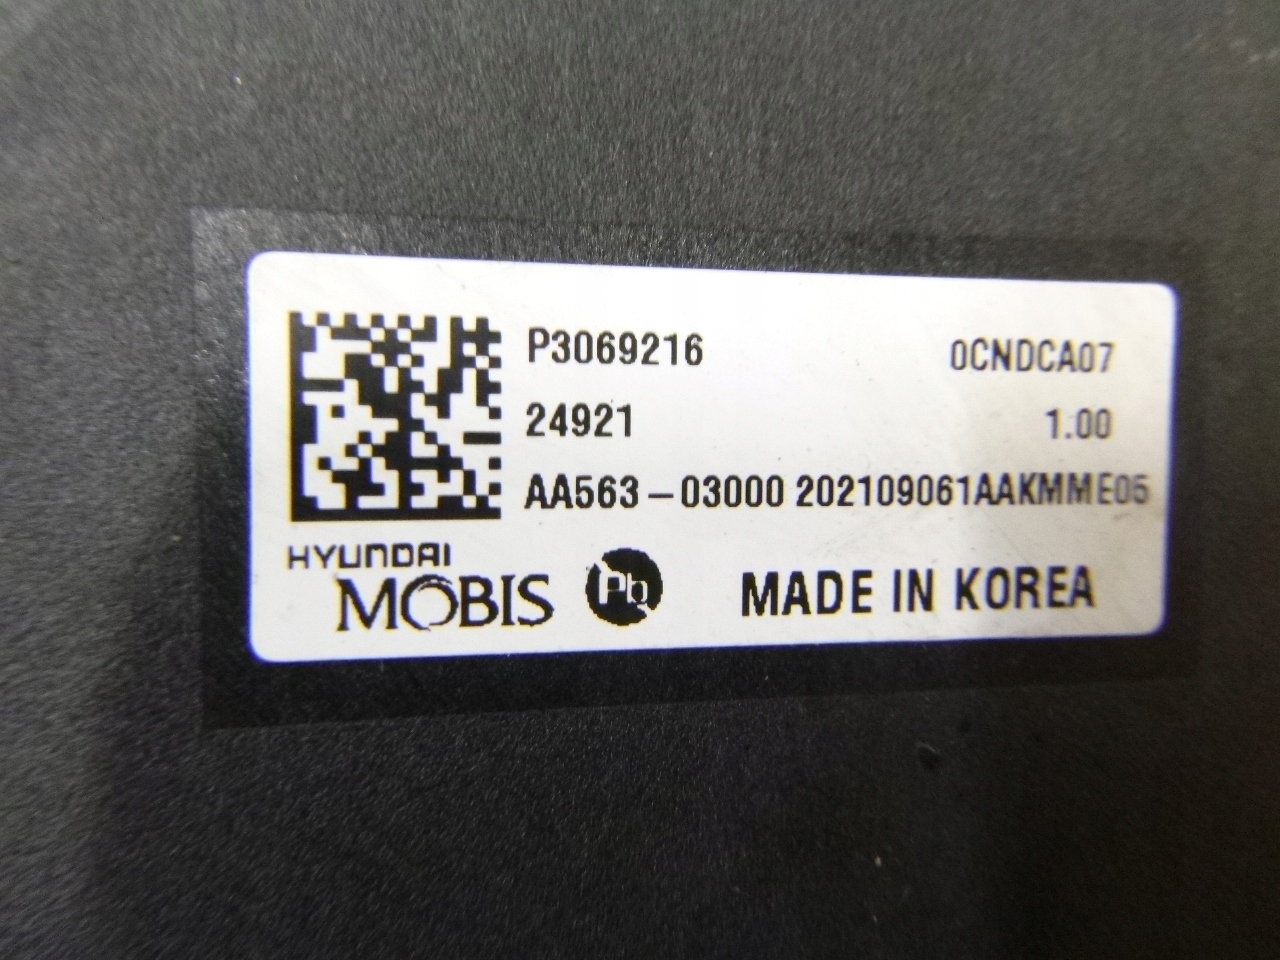 P3069216 0CNDCA07
24921 1.00
AA563-03000 202109061AAKMME05
HYUNDAI
MOBIS Pb MADE IN KOREA